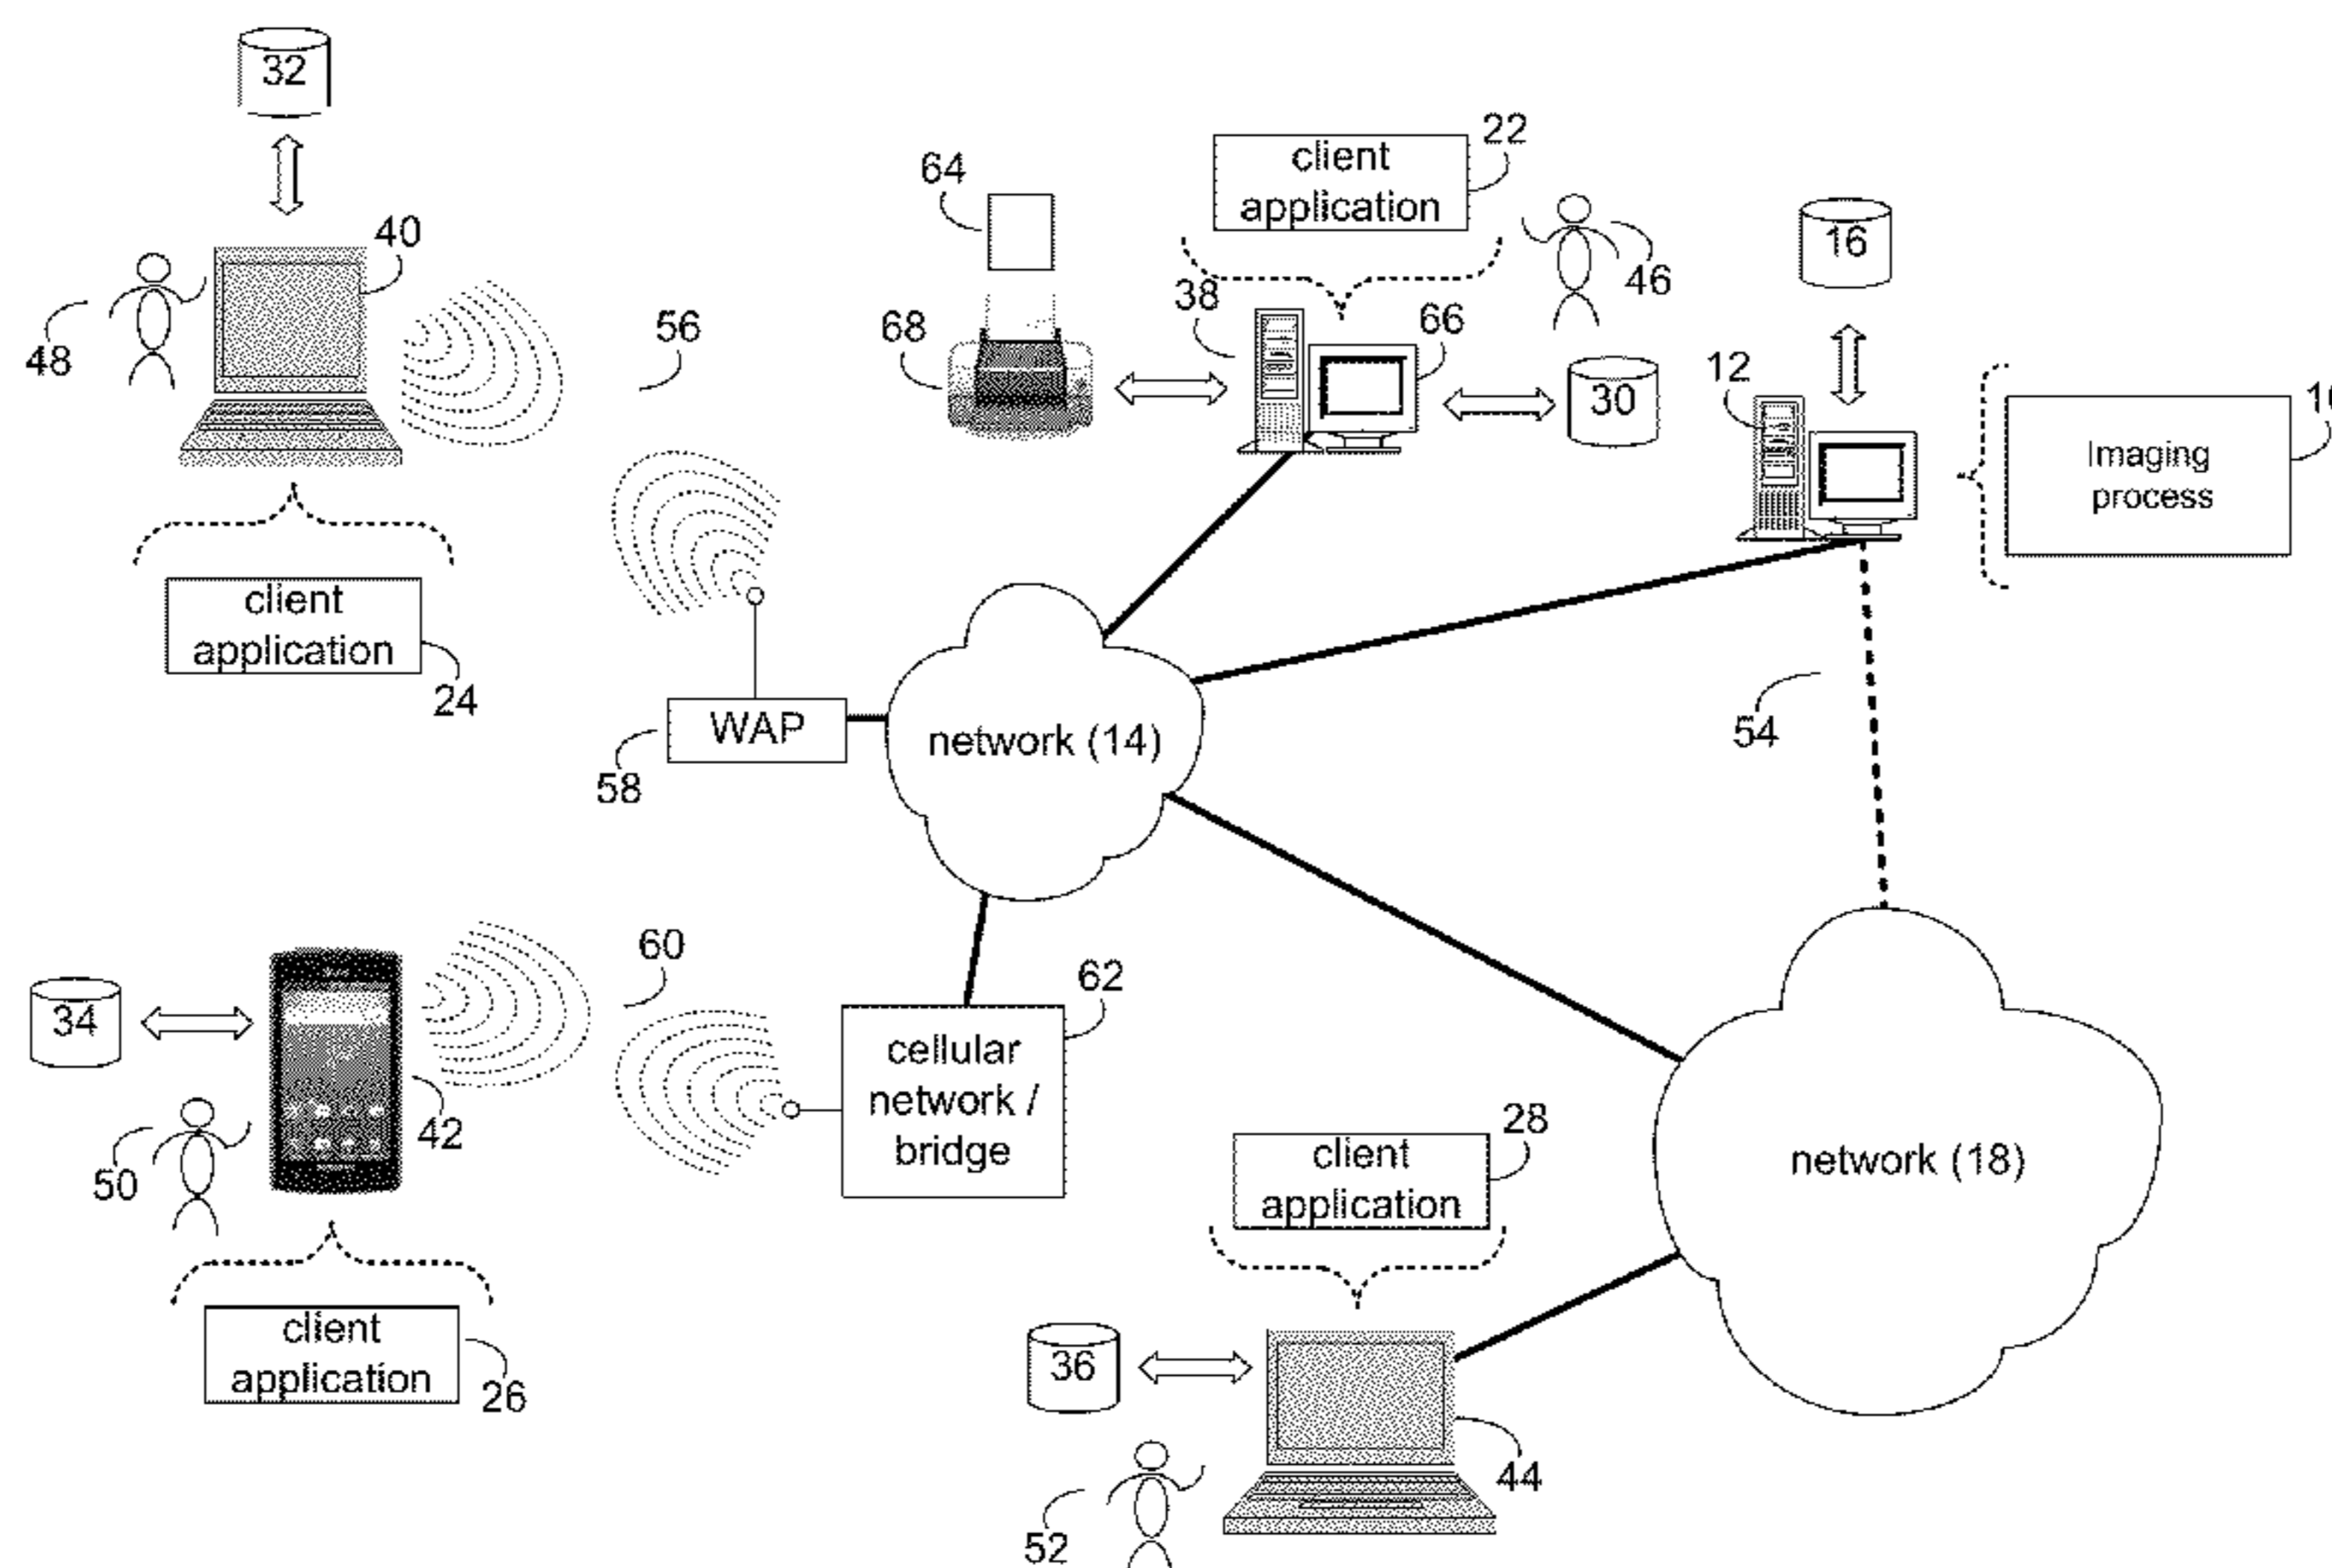 32
40
48
56
client
application
24
64
68
client
application
22
38
66
46
30
16
12
Imaging
process
10
WAP
58
network (14)
54
34
50
42
60
62
cellular
network /
bridge
client
application
26
client
application
28
network (18)
36
44
52